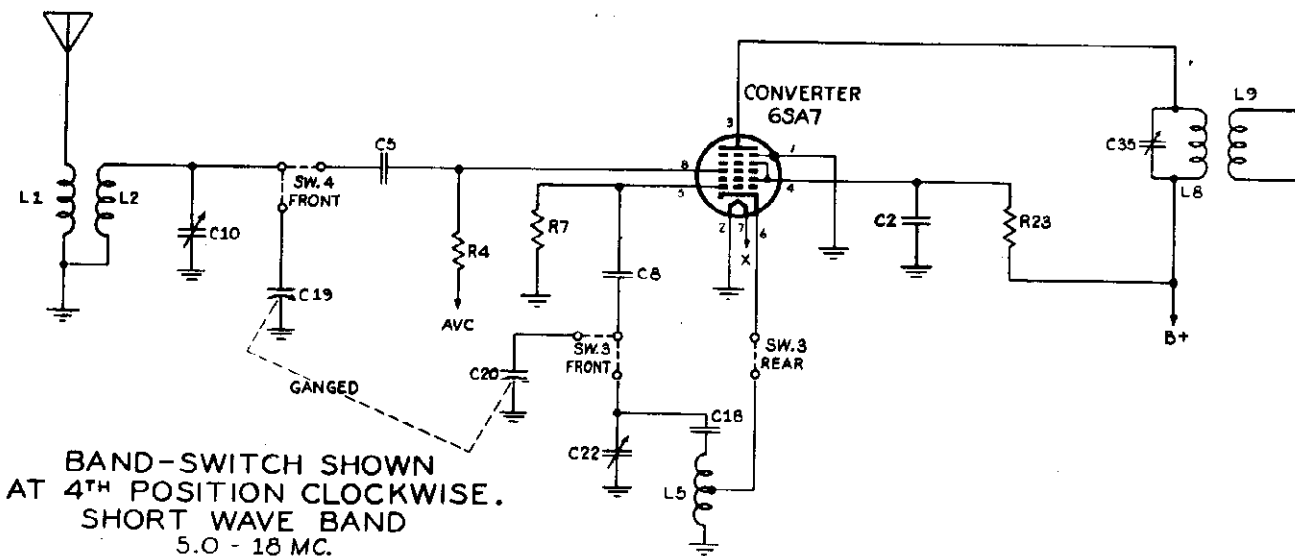 CONVERTER
6SA7
3
1
8
5
4
2
7
6
X
L1
L2
C10
SW.4
FRONT
C5
C19
R4
AVC
R7
C8
SW.3
FRONT
C20
GANGED
C22
C18
L5
SW.3
REAR
C2
R23
C35
L8
L9
B+
BAND-SWITCH SHOWN
AT 4TH POSITION CLOCKWISE.
SHORT WAVE BAND
5.0 - 18 MC.